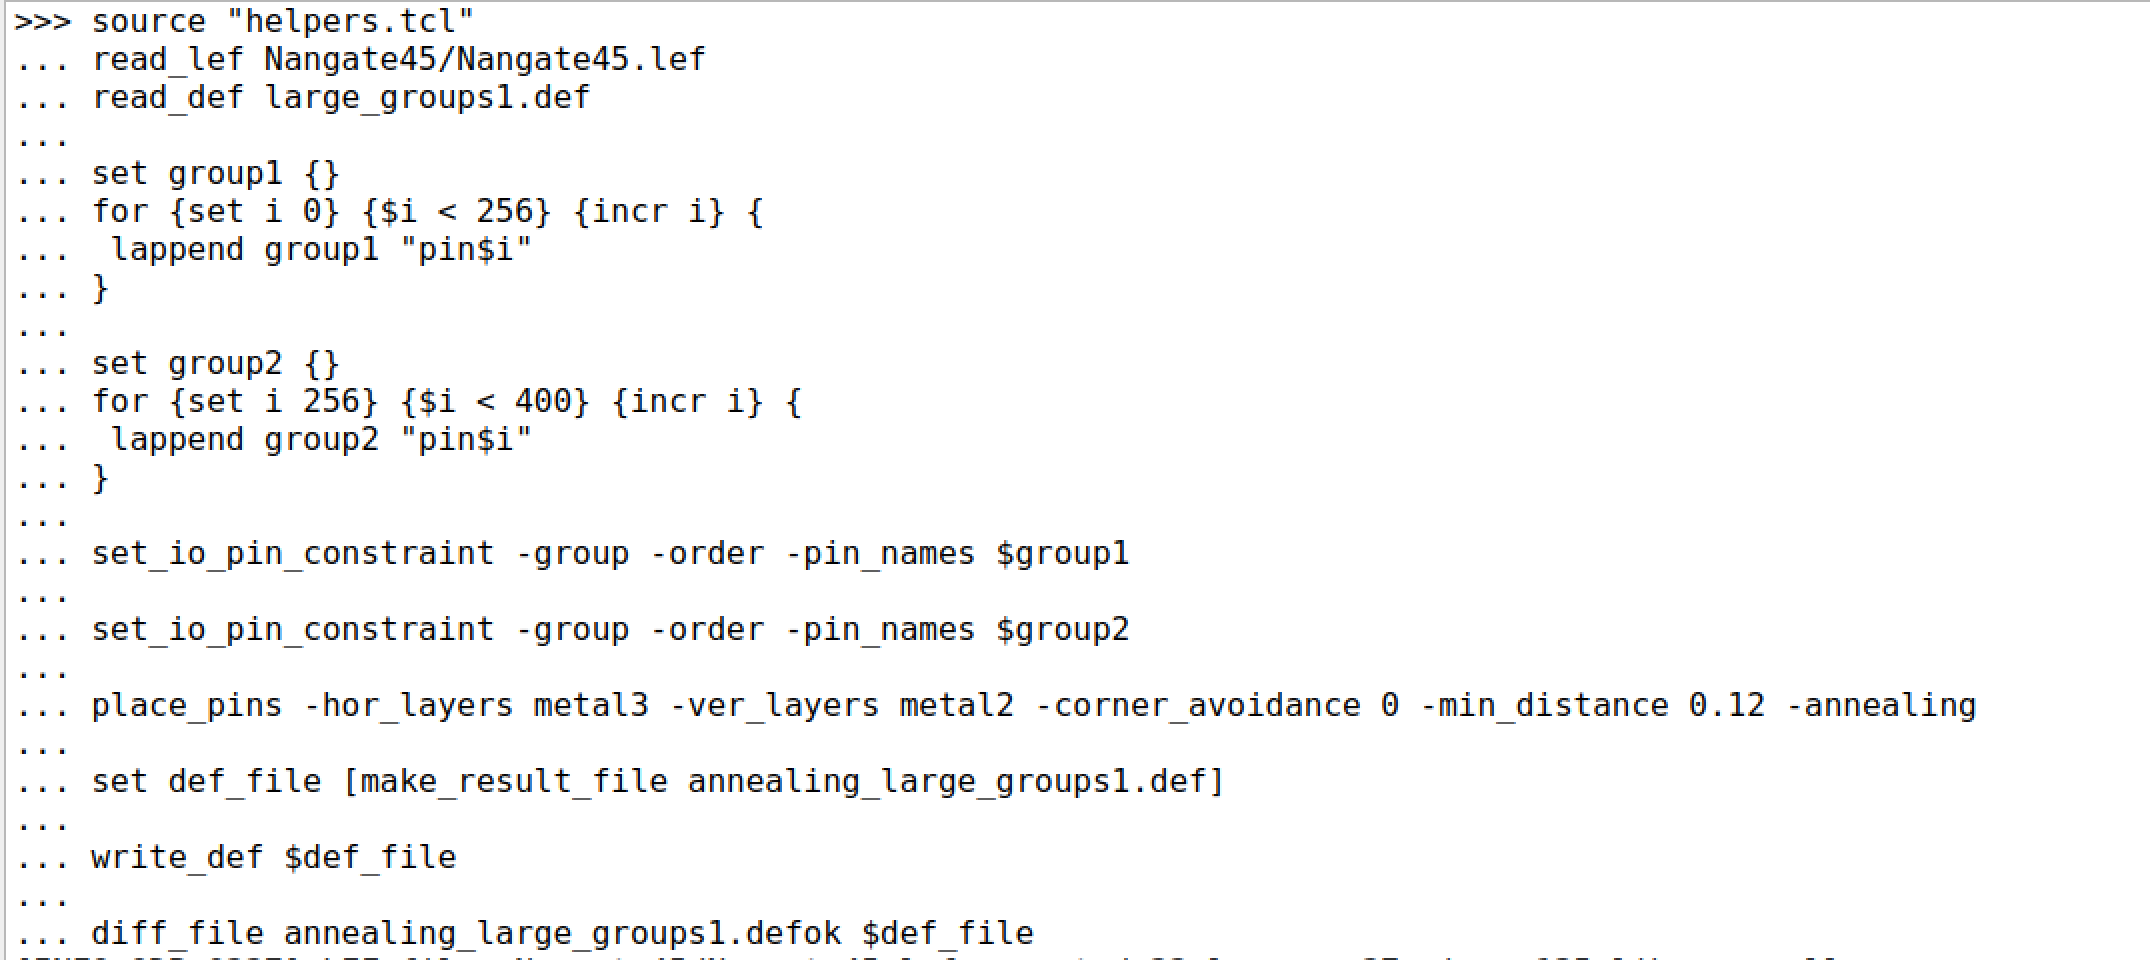 >>> source "helpers.tcl"
... read_lef Nangate45/Nangate45.lef
... read_def large_groups1.def
...
... set group1 {}
... for {set i 0} {$i < 256} {incr i} {
...  lappend group1 "pin$i"
... }
...
... set group2 {}
... for {set i 256} {$i < 400} {incr i} {
...  lappend group2 "pin$i"
... }
...
... set_io_pin_constraint -group -order -pin_names $group1
...
... set_io_pin_constraint -group -order -pin_names $group2
...
... place_pins -hor_layers metal3 -ver_layers metal2 -corner_avoidance 0 -min_distance 0.12 -annealing
...
... set def_file [make_result_file annealing_large_groups1.def]
...
... write_def $def_file
...
... diff_file annealing_large_groups1.defok $def_file